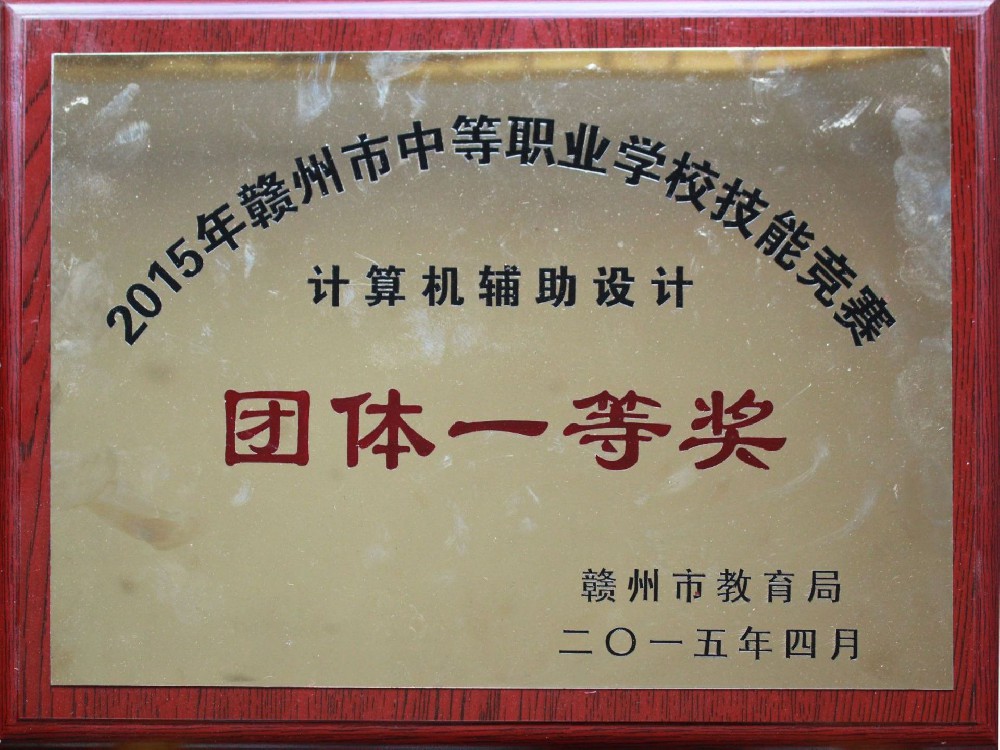 2015年赣州市中等职业学校技能竞赛
计算机辅助设计
团体一等奖
赣州市教育局
二〇一五年四月